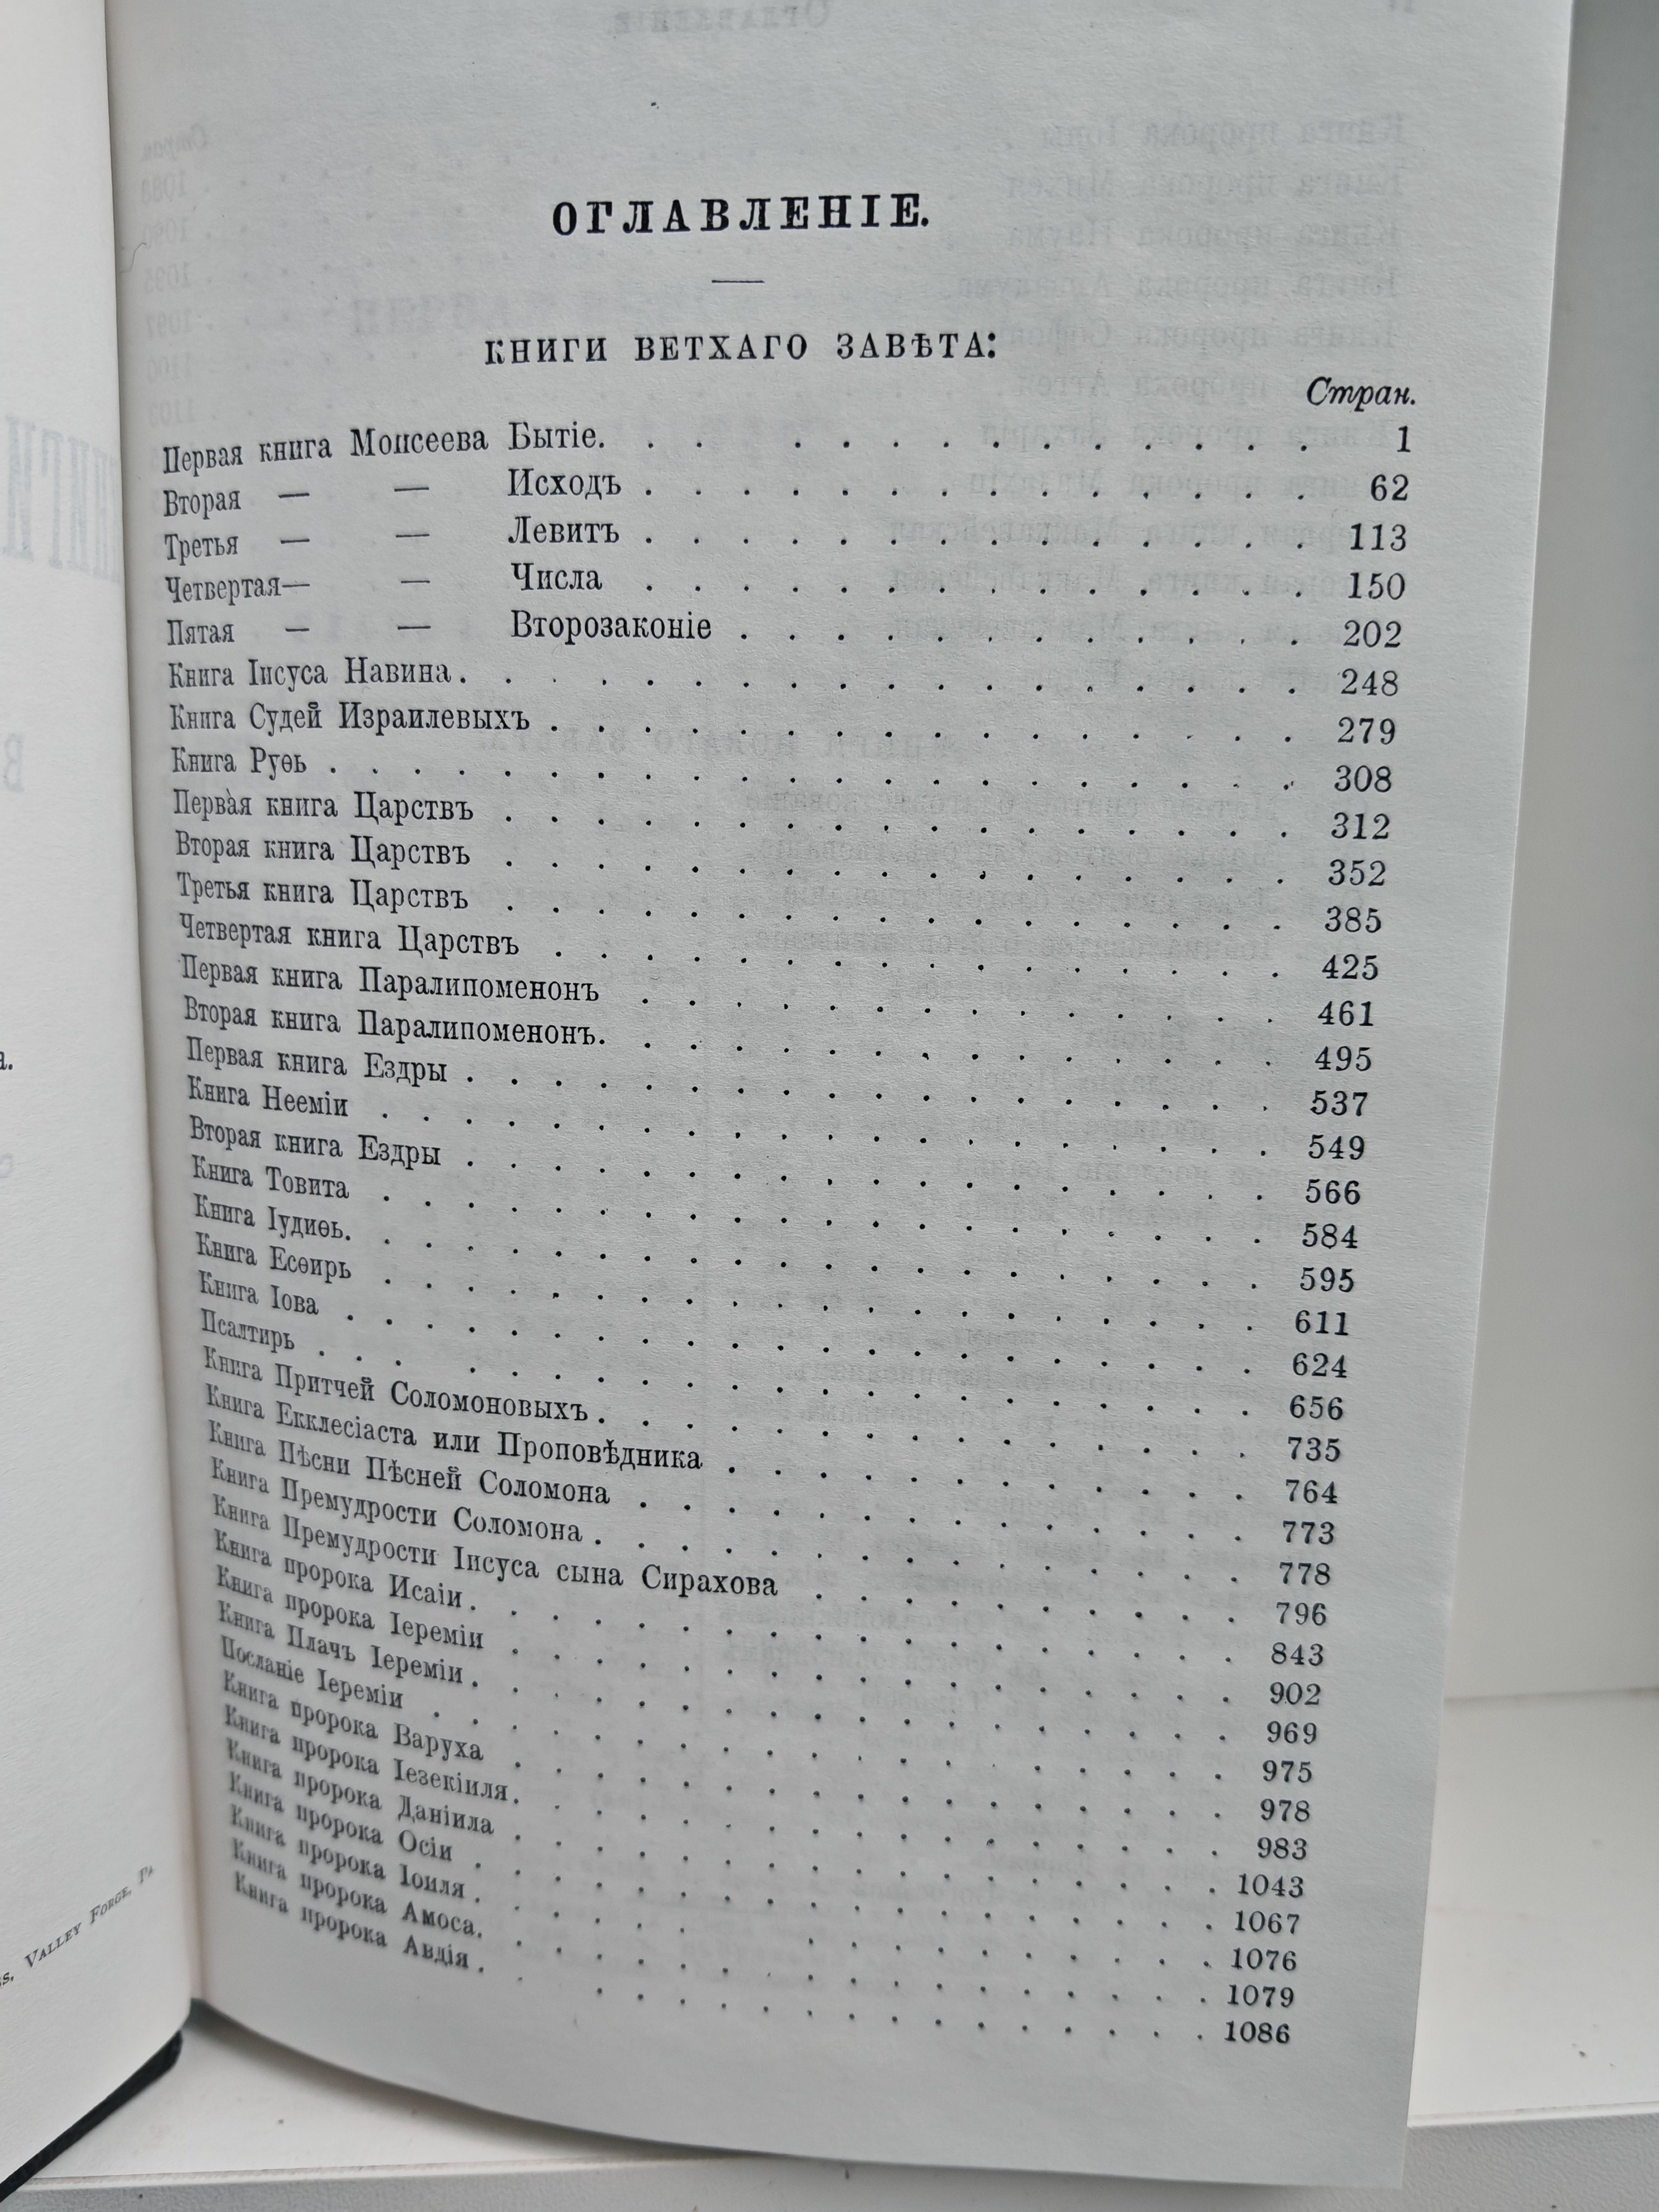 ОГЛАВЛЕНІЕ.
КНИГИ ВЕТХАГО ЗАВѢТА:
Стран.
Первая книга Моисеева Бытіе. . . . . . . . . . . . . . 1
Вторая — — Исходъ . . . . . . . . . . . . . . 62
Третья — — Левитъ . . . . . . . . . . . . . . 113
Четвертая — — Числа . . . . . . . . . . . . . . 150
Пятая — — Второзаконіе . . . . . . . . . . . . 202
Книга Іисуса Навина . . . . . . . . . . . . . . . . . 248
Книга Судей Израилевыхъ . . . . . . . . . . . . . . . . 279
Книга Руѳь . . . . . . . . . . . . . . . . . . . . 308
Первая книга Царствъ . . . . . . . . . . . . . . . . . 312
Вторая книга Царствъ . . . . . . . . . . . . . . . . . 352
Третья книга Царствъ . . . . . . . . . . . . . . . . . 385
Четвертая книга Царствъ . . . . . . . . . . . . . . . . 425
Первая книга Паралипоменонъ . . . . . . . . . . . . . . 461
Вторая книга Паралипоменонъ. . . . . . . . . . . . . . 495
Первая книга Ездры . . . . . . . . . . . . . . . . . . 537
Книга Нееміи . . . . . . . . . . . . . . . . . . . . 549
Вторая книга Ездры . . . . . . . . . . . . . . . . . . 566
Книга Товита . . . . . . . . . . . . . . . . . . . . 584
Книга Іудиѳь. . . . . . . . . . . . . . . . . . . . 595
Книга Есѳирь . . . . . . . . . . . . . . . . . . . . 611
Книга Іова . . . . . . . . . . . . . . . . . . . . . 624
Псалтирь . . . . . . . . . . . . . . . . . . . . . 656
Книга Притчей Соломоновыхъ . . . . . . . . . . . . . . . 735
Книга Екклесіаста или Проповѣдника . . . . . . . . . . . . 764
Книга Пѣсни Пѣсней Соломона . . . . . . . . . . . . . . 773
Книга Премудрости Соломона . . . . . . . . . . . . . . . 778
Книга Премудрости Іисуса сына Сирахова . . . . . . . . . . 796
Книга пророка Исаіи . . . . . . . . . . . . . . . . . . 843
Книга пророка Іереміи . . . . . . . . . . . . . . . . . 902
Книга Плачъ Іереміи . . . . . . . . . . . . . . . . . . 969
Посланіе Іереміи . . . . . . . . . . . . . . . . . . . 975
Книга пророка Варуха . . . . . . . . . . . . . . . . . 978
Книга пророка Іезекіиля. . . . . . . . . . . . . . . . . 983
Книга пророка Даніила . . . . . . . . . . . . . . . . . 1043
Книга пророка Осіи . . . . . . . . . . . . . . . . . . 1067
Книга пророка Іоиля . . . . . . . . . . . . . . . . . . 1076
Книга пророка Амоса. . . . . . . . . . . . . . . . . . 1079
Книга пророка Авдія . . . . . . . . . . . . . . . . . . 1086
VALLEY FORGE, PA